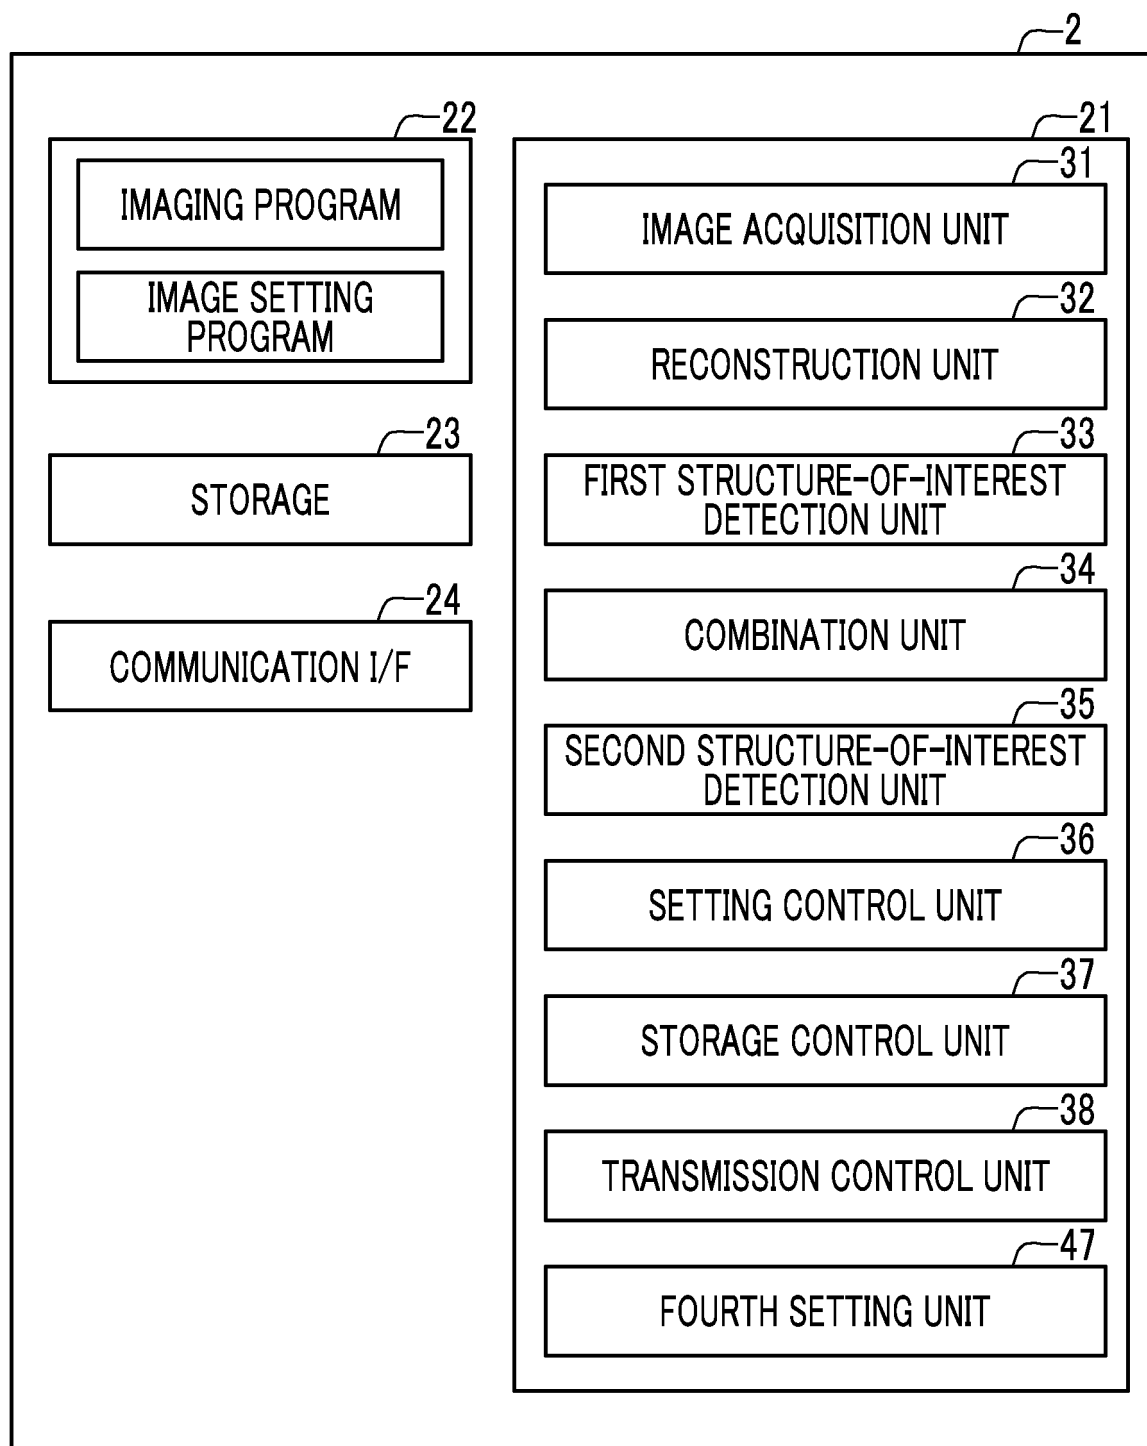 2
22
IMAGING PROGRAM
IMAGE SETTING
PROGRAM
23
STORAGE
24
COMMUNICATION I/F
21
31
IMAGE ACQUISITION UNIT
32
RECONSTRUCTION UNIT
33
FIRST STRUCTURE-OF-INTEREST
DETECTION UNIT
34
COMBINATION UNIT
35
SECOND STRUCTURE-OF-INTEREST
DETECTION UNIT
36
SETTING CONTROL UNIT
37
STORAGE CONTROL UNIT
38
TRANSMISSION CONTROL UNIT
47
FOURTH SETTING UNIT